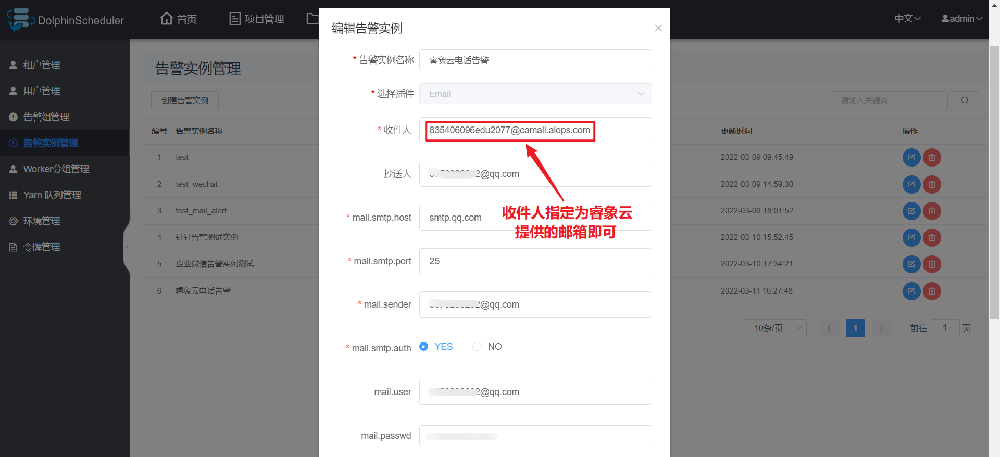 DolphinScheduler
首页
项目管理
中文
admin
租户管理
用户管理
告警组管理
告警实例管理
Worker分组管理
Yarn 队列管理
环境管理
令牌管理
告警实例管理
创建告警实例
请输入关键词
编号 告警实例名称 更新时间 操作
1 test 2022-03-09 09:45:49
2 test_wechat 2022-03-09 14:59:30
3 test_mail_alert 2022-03-09 18:01:52
4 钉钉告警测试实例 2022-03-10 15:52:45
5 企业微信告警实例测试 2022-03-10 17:34:21
6 睿象云电话告警 2022-03-11 16:27:48
10条/页
1
前往 1 页
编辑告警实例
* 告警实例名称 睿象云电话告警
* 选择插件 Email
* 收件人 835406096edu2077@camail.aiops.com
抄送人 2@qq.com
* mail.smtp.host smtp.qq.com
收件人指定为睿象云
提供的邮箱即可
* mail.smtp.port 25
* mail.sender 2@qq.com
* mail.smtp.auth YES NO
mail.user 2@qq.com
mail.passwd